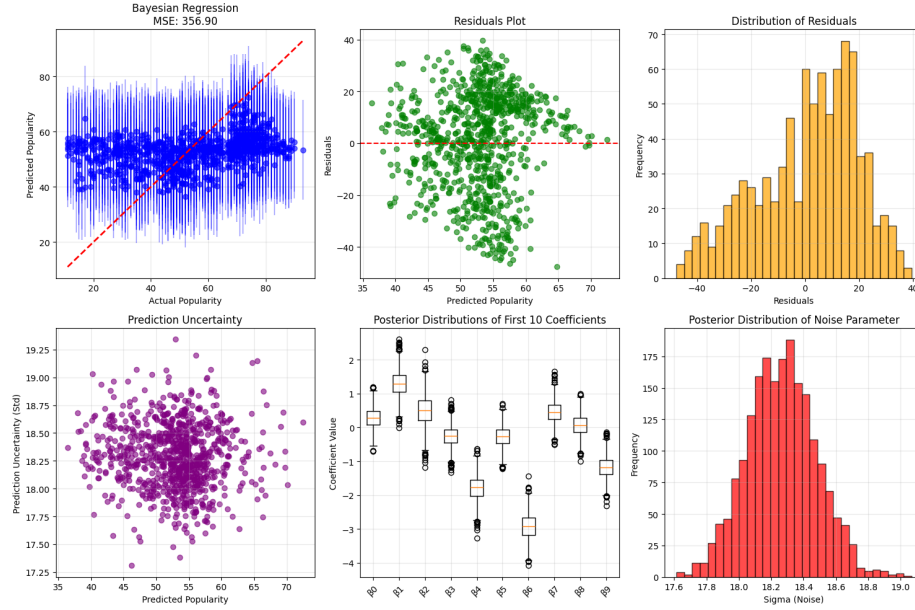 Bayesian Regression
MSE: 356.90
Predicted Popularity
80
60
40
20
20
40
60
80
Actual Popularity
Residuals Plot
Residuals
40
20
0
−20
−40
35
40
45
50
55
60
65
70
Predicted Popularity
Distribution of Residuals
Frequency
70
60
50
40
30
20
10
0
−40
−20
0
20
40
Residuals
Prediction Uncertainty
Prediction Uncertainty (Std)
19.25
19.00
18.75
18.50
18.25
18.00
17.75
17.50
17.25
35
40
45
50
55
60
65
70
Predicted Popularity
Posterior Distributions of First 10 Coefficients
Coefficient Value
2
1
0
−1
−2
−3
−4
β0
β1
β2
β3
β4
β5
β6
β7
β8
β9
Posterior Distribution of Noise Parameter
Frequency
175
150
125
100
75
50
25
0
17.6
17.8
18.0
18.2
18.4
18.6
18.8
19.0
Sigma (Noise)